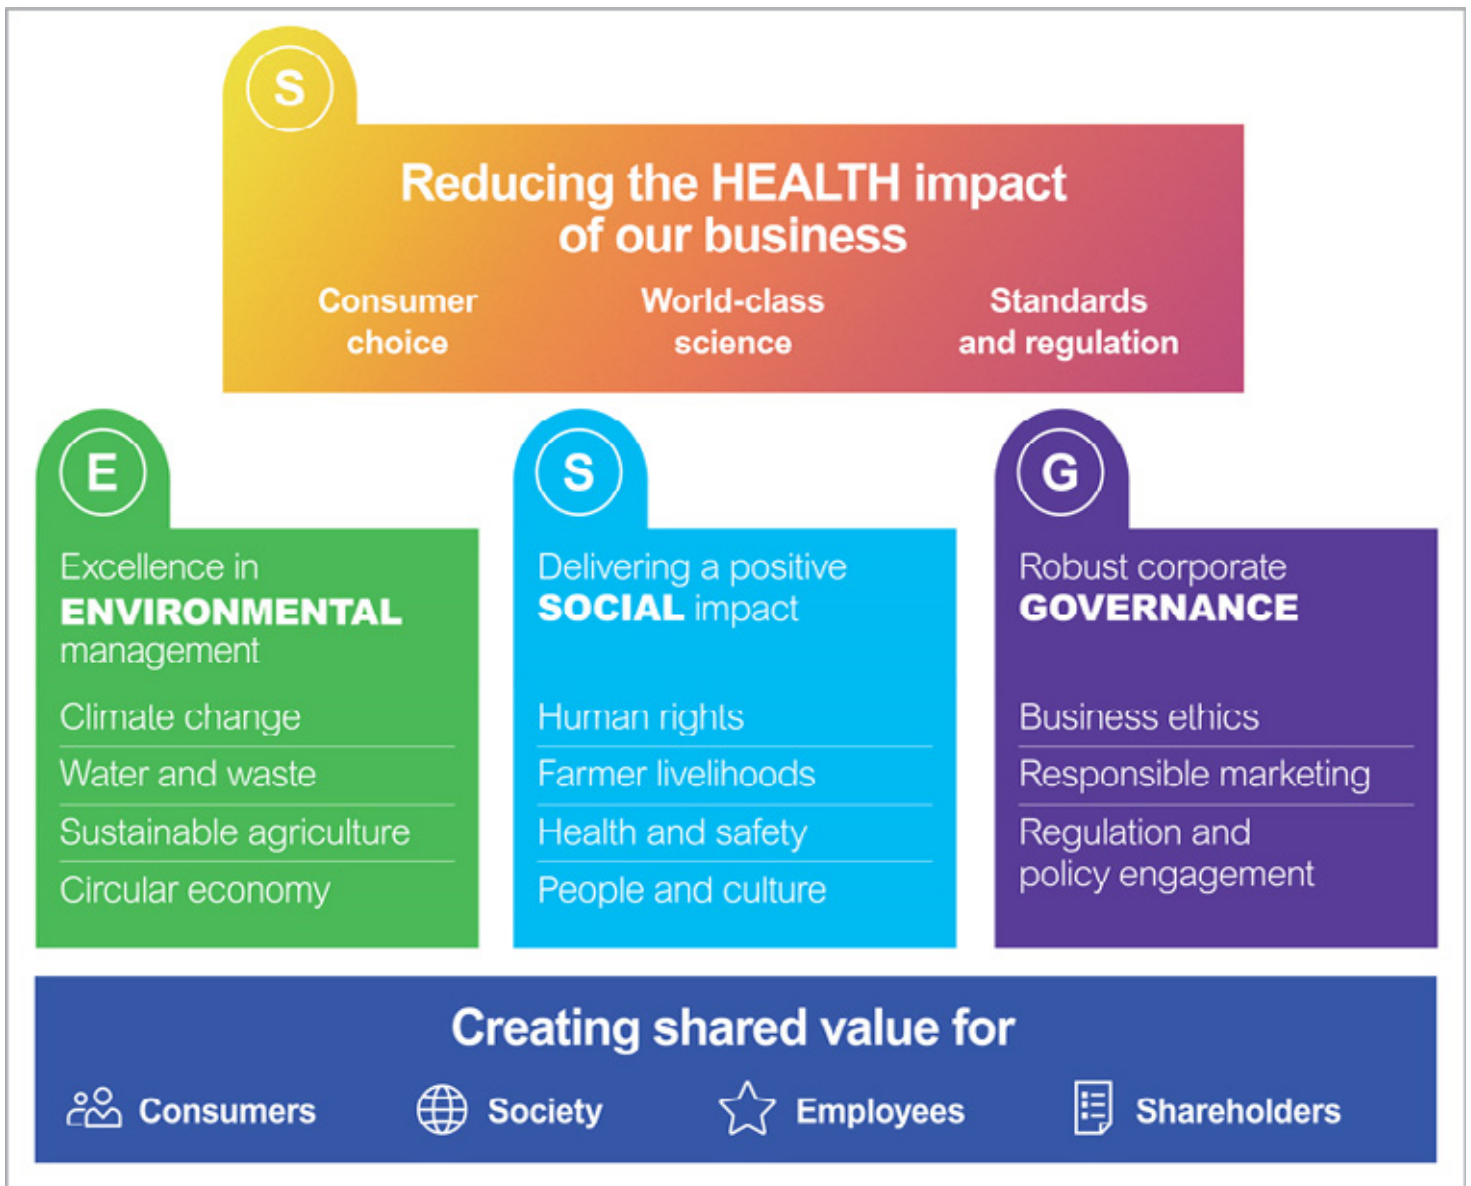 S
Reducing the HEALTH impact
of our business
Consumer
choice
World-class
science
Standards
and regulation
E
Excellence in
ENVIRONMENTAL
management
Climate change
Water and waste
Sustainable agriculture
Circular economy
S
Delivering a positive
SOCIAL impact
Human rights
Farmer livelihoods
Health and safety
People and culture
G
Robust corporate
GOVERNANCE
Business ethics
Responsible marketing
Regulation and
policy engagement
Creating shared value for
Consumers
Society
Employees
Shareholders